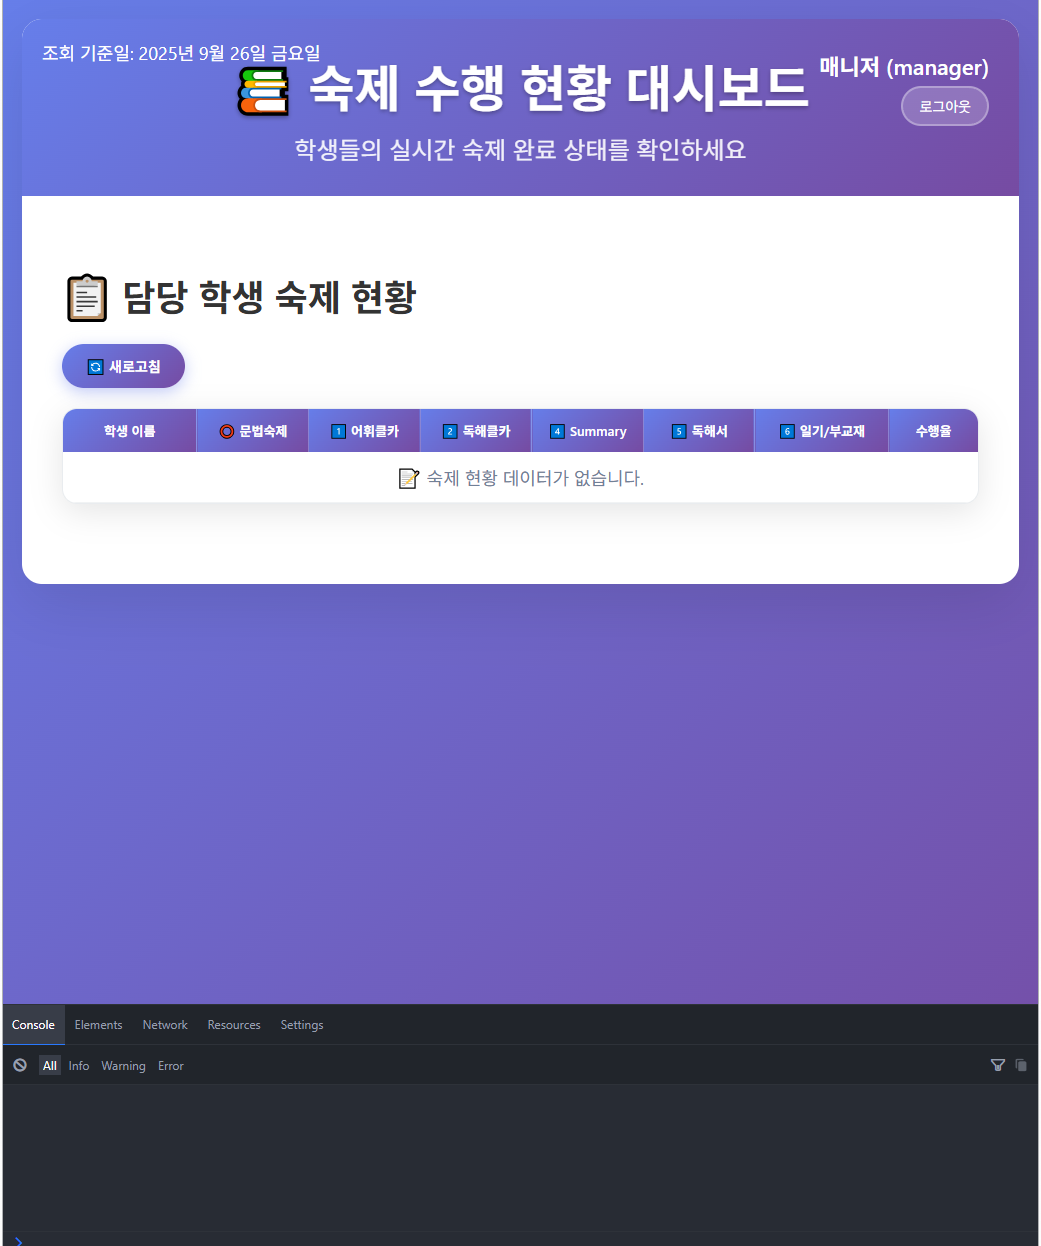 조회 기준일: 2025년 9월 26일 금요일
📚 숙제 수행 현황 대시보드
매니저 (manager)
로그아웃
학생들의 실시간 숙제 완료 상태를 확인하세요
📋 담당 학생 숙제 현황
🔄 새로고침
학생 이름 ⭕ 문법숙제 1️⃣ 어휘클카 2️⃣ 독해클카 4️⃣ Summary 5️⃣ 독해서 6️⃣ 일기/부교재 수행율
📝 숙제 현황 데이터가 없습니다.
Console Elements Network Resources Settings
All Info Warning Error